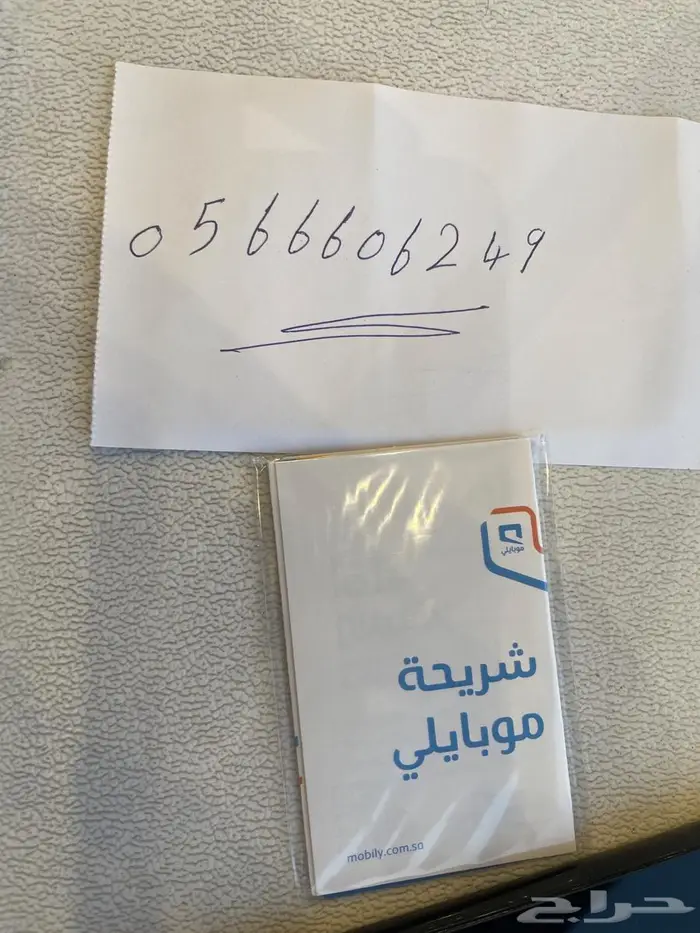 0566606249
موبايلي
شريحة
موبايلي
mobily.com.sa
حراج